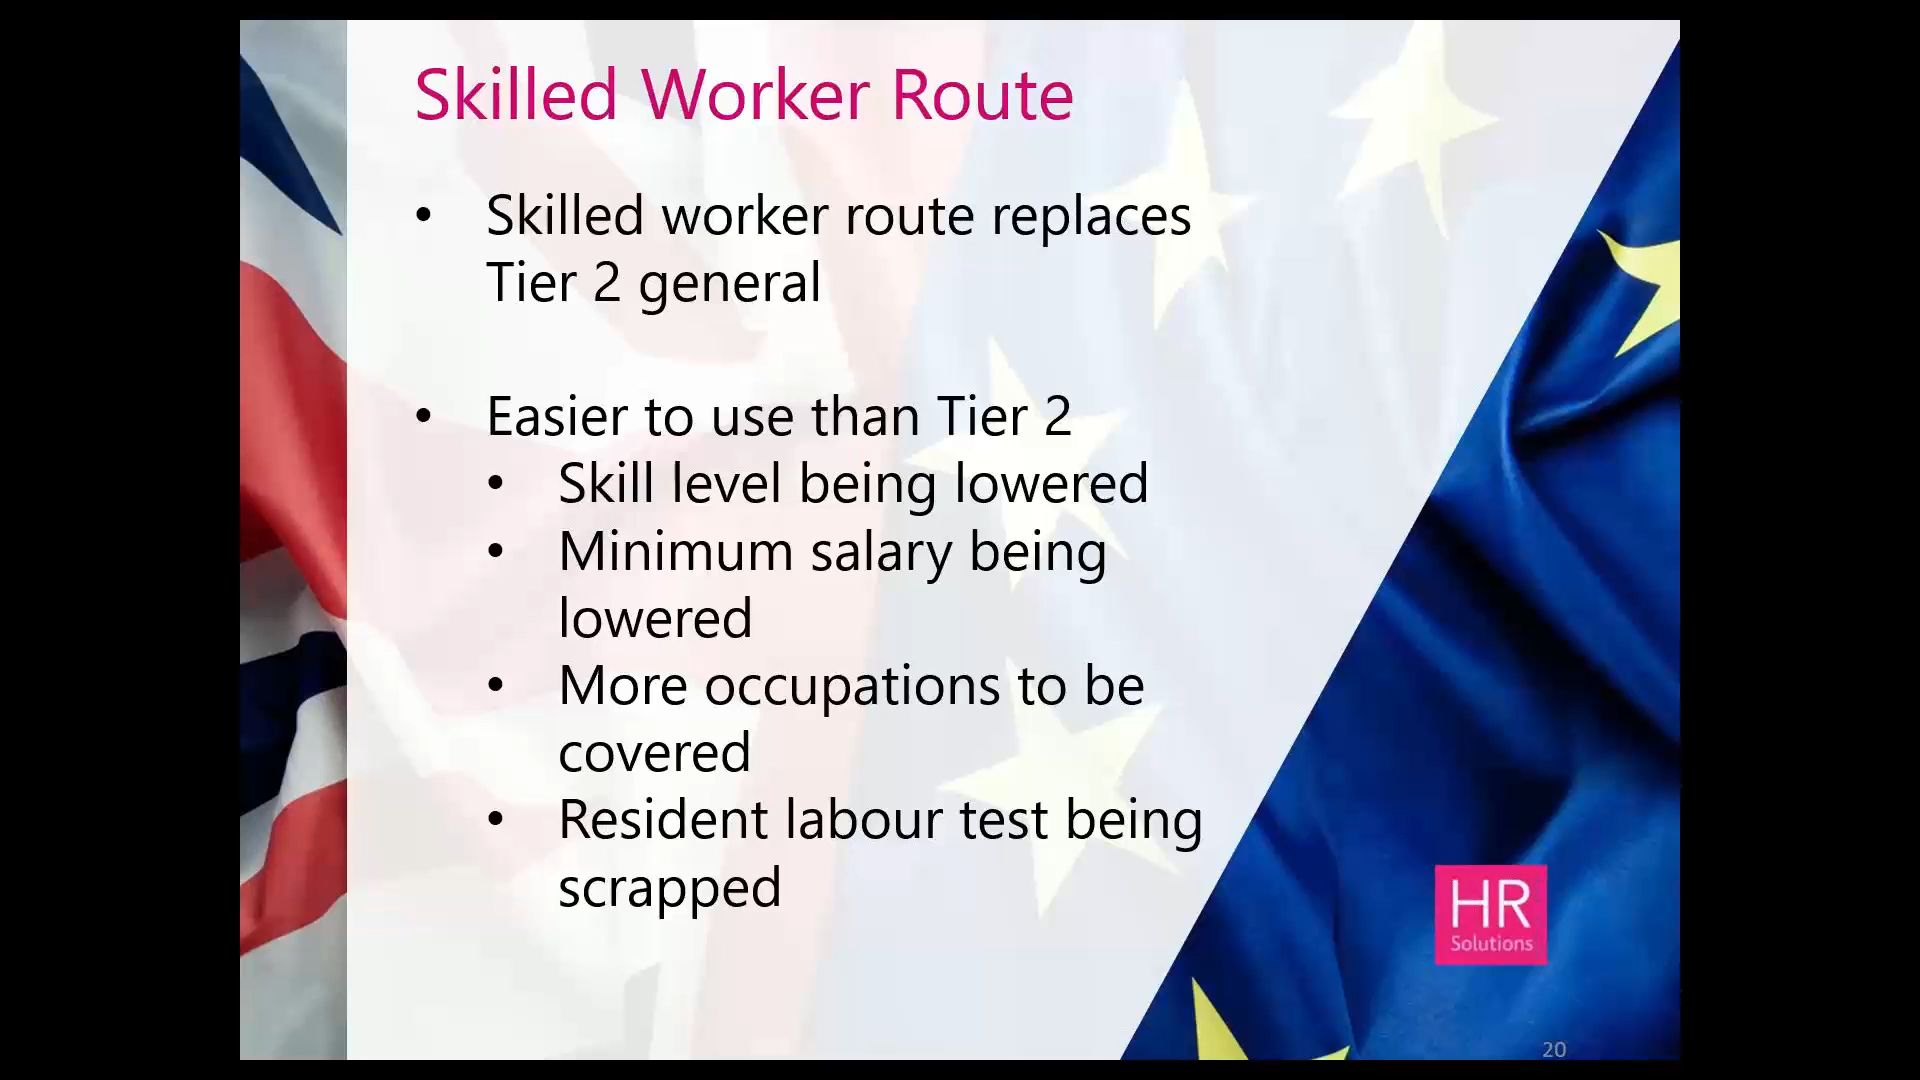 Skilled Worker Route
• Skilled worker route replaces
Tier 2 general
• Easier to use than Tier 2
• Skill level being lowered
• Minimum salary being
lowered
• More occupations to be
covered
• Resident labour test being
scrapped
HR
Solutions
20